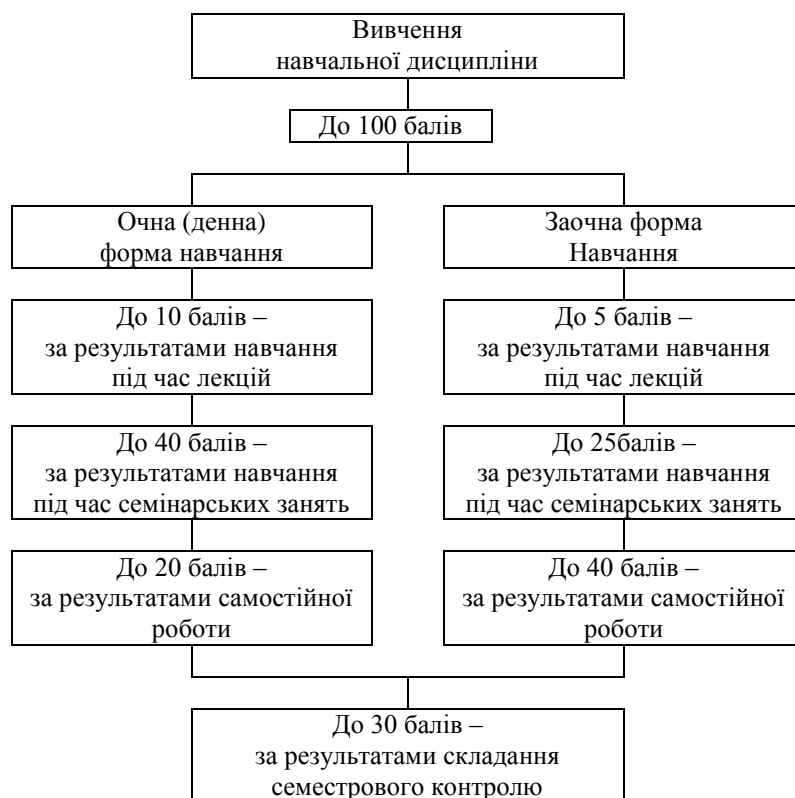 Вивчення
навчальної дисципліни
До 100 балів
Очна (денна)
форма навчання
Заочна форма
Навчання
До 10 балів –
за результатами навчання
під час лекцій
До 5 балів –
за результатами навчання
під час лекцій
До 40 балів –
за результатами навчання
під час семінарських занять
До 25балів –
за результатами навчання
під час семінарських занять
До 20 балів –
за результатами самостійної
роботи
До 40 балів –
за результатами самостійної
роботи
До 30 балів –
за результатами складання
семестрового контролю